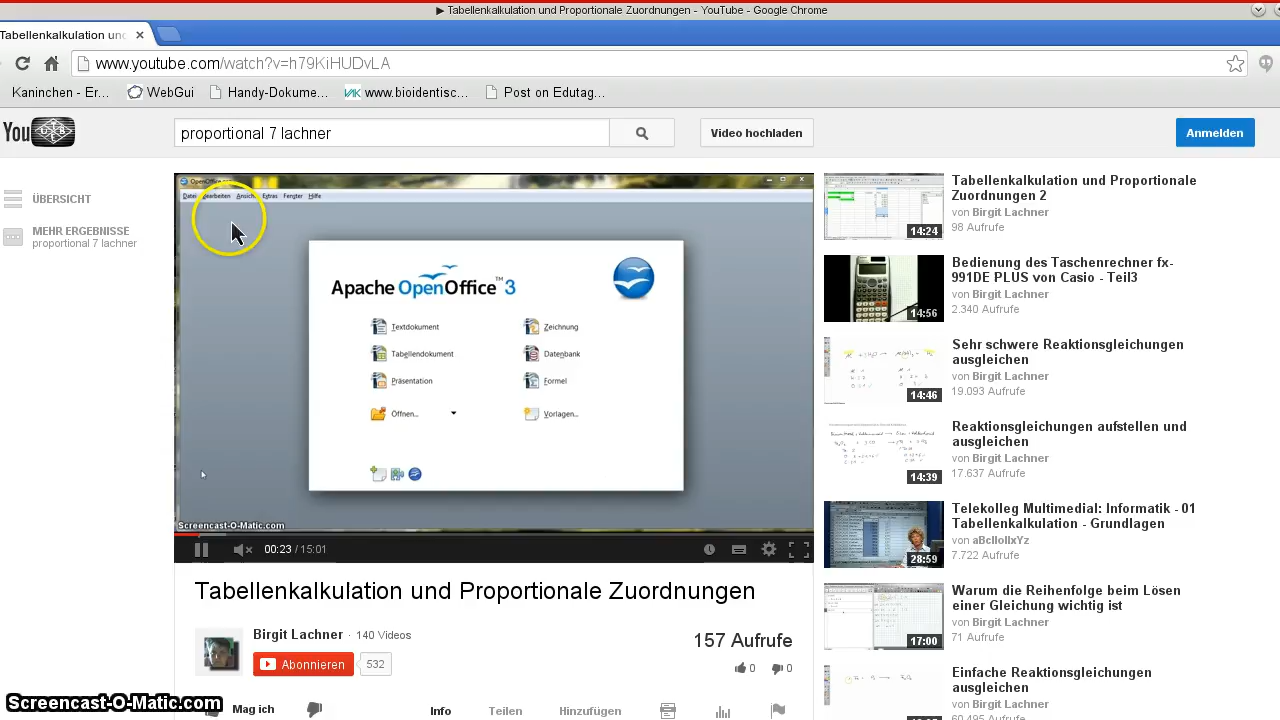 ▶ Tabellenkalkulation und Proportionale Zuordnungen - YouTube - Google Chrome
Tabellenkalkulation und
www.youtube.com/watch?v=h79KiHUDvLA
Kaninchen - Er... WebGui Handy-Dokume... www.bioidentisc... Post on Edutag...
You
proportional 7 lachner
Video hochladen
Anmelden
ÜBERSICHT
MEHR ERGEBNISSE
proportional 7 lachner
Datei Bearbeiten Ansicht Extras Fenster Hilfe
Apache OpenOffice™ 3
Textdokument Zeichnung
Tabellendokument Datenbank
Präsentation Formel
Öffnen... Vorlagen...
Screencast-O-Matic.com
00:23 / 15:01
Tabellenkalkulation und Proportionale Zuordnungen
Birgit Lachner · 140 Videos
Abonnieren 532
157 Aufrufe
0 0
Mag ich
Info Teilen Hinzufügen
Tabellenkalkulation und Proportionale
Zuordnungen 2
von Birgit Lachner
98 Aufrufe
14:24
Bedienung des Taschenrechner fx-
991DE PLUS von Casio - Teil3
von Birgit Lachner
2.340 Aufrufe
14:56
Sehr schwere Reaktionsgleichungen
ausgleichen
von Birgit Lachner
19.093 Aufrufe
14:46
Reaktionsgleichungen aufstellen und
ausgleichen
von Birgit Lachner
17.637 Aufrufe
14:39
Telekolleg Multimedial: Informatik - 01
Tabellenkalkulation - Grundlagen
von
7.722 Aufrufe
28:59
Warum die Reihenfolge beim Lösen
einer Gleichung wichtig ist
von Birgit Lachner
71 Aufrufe
17:00
Einfache Reaktionsgleichungen
ausgleichen
von Birgit Lachner
60.495 Aufrufe
Screencast-O-Matic.com